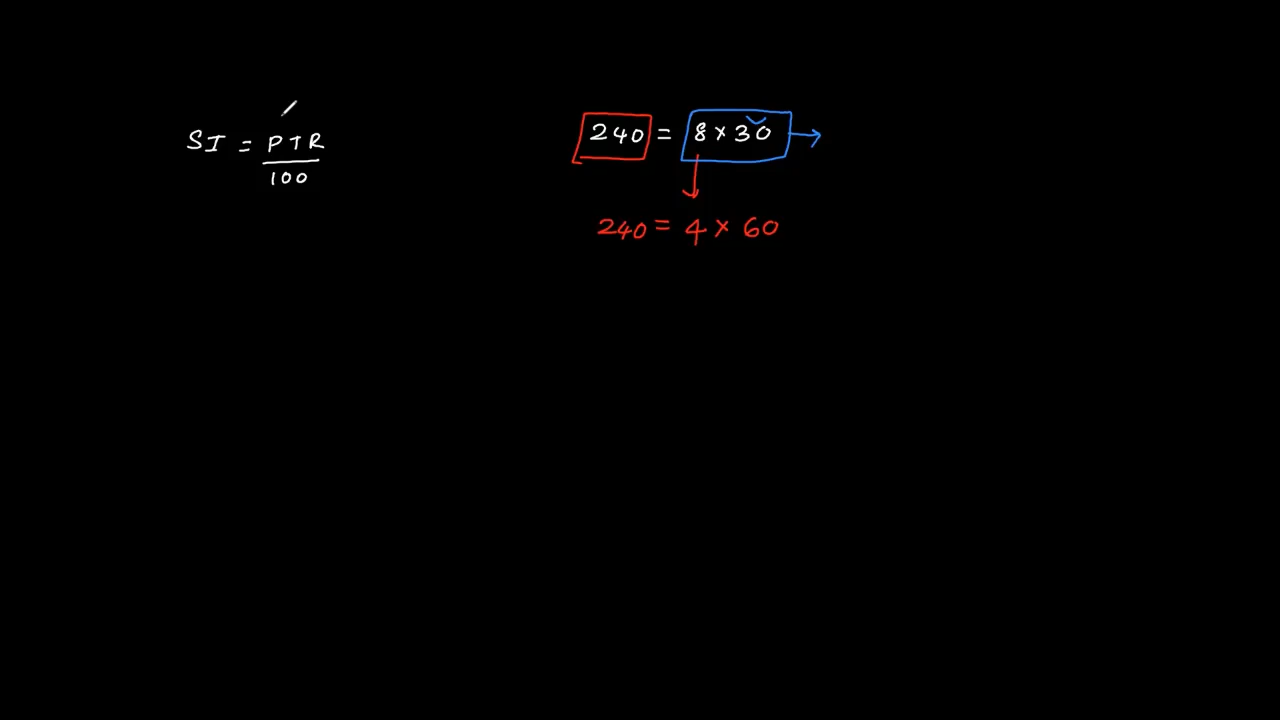 SI = PTR
100
240 = 8 × 30
240 = 4 × 60